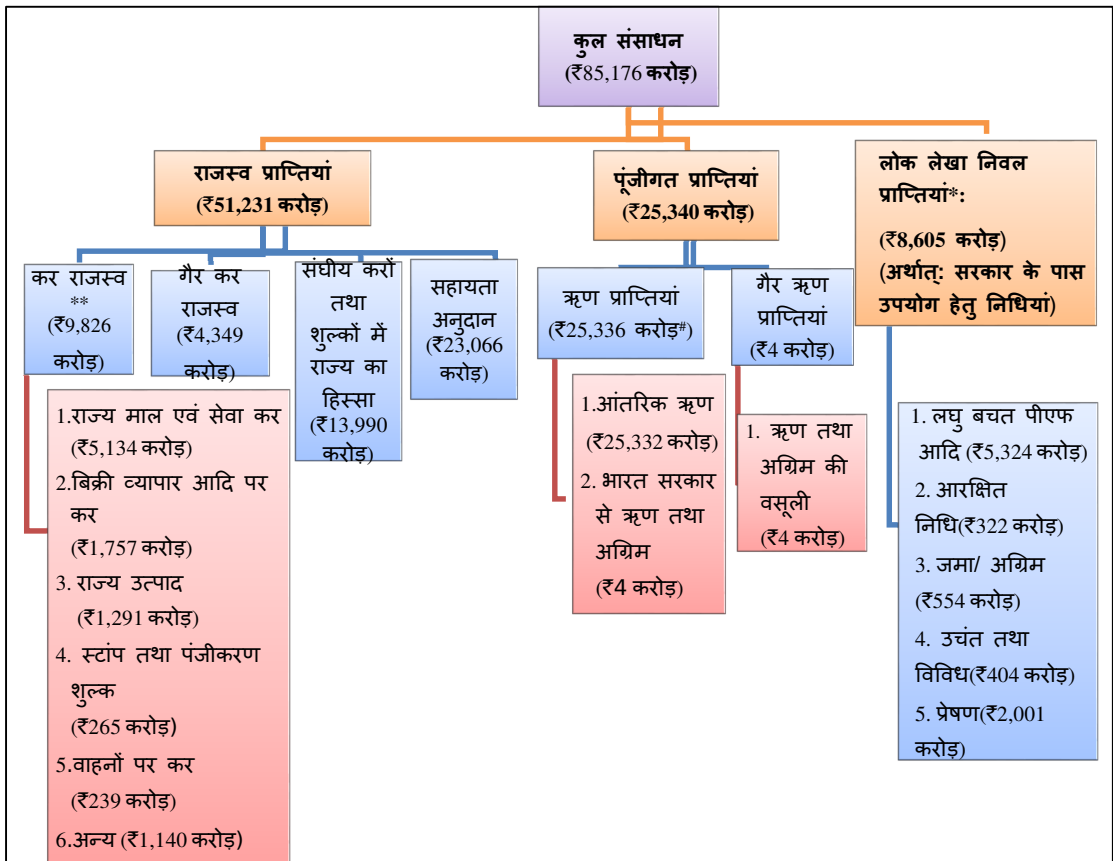 कुल संसाधन
(₹85,176 करोड़)
राजस्व प्राप्तियां
(₹51,231 करोड़)
पूंजीगत प्राप्तियां
(₹25,340 करोड़)
लोक लेखा निवल
प्राप्तियां*:
(₹8,605 करोड़)
(अर्थात्: सरकार के पास
उपयोग हेतु निधियां)
कर राजस्व
**
(₹9,826
करोड़)
गैर कर
राजस्व
(₹4,349
करोड़)
संघीय करों
तथा
शुल्कों में
राज्य का
हिस्सा
(₹13,990
करोड़)
सहायता
अनुदान
(₹23,066
करोड़)
ऋण प्राप्तियां
(₹25,336 करोड़#)
गैर ऋण
प्राप्तियां
(₹4 करोड़)
1.राज्य माल एवं सेवा कर
(₹5,134 करोड़)
2.बिक्री व्यापार आदि पर
कर
(₹1,757 करोड़)
3. राज्य उत्पाद
(₹1,291 करोड़)
4. स्टांप तथा पंजीकरण
शुल्क
(₹265 करोड़)
5.वाहनों पर कर
(₹239 करोड़)
6.अन्य (₹1,140 करोड़)
1.आंतरिक ऋण
(₹25,332 करोड़)
2. भारत सरकार
से ऋण तथा
अग्रिम
(₹4 करोड़)
1. ऋण तथा
अग्रिम की
वसूली
(₹4 करोड़)
1. लघु बचत पीएफ
आदि (₹5,324 करोड़)
2. आरक्षित
निधि(₹322 करोड़)
3. जमा/ अग्रिम
(₹554 करोड़)
4. उचंत तथा
विविध(₹404 करोड़)
5. प्रेषण(₹2,001
करोड़)